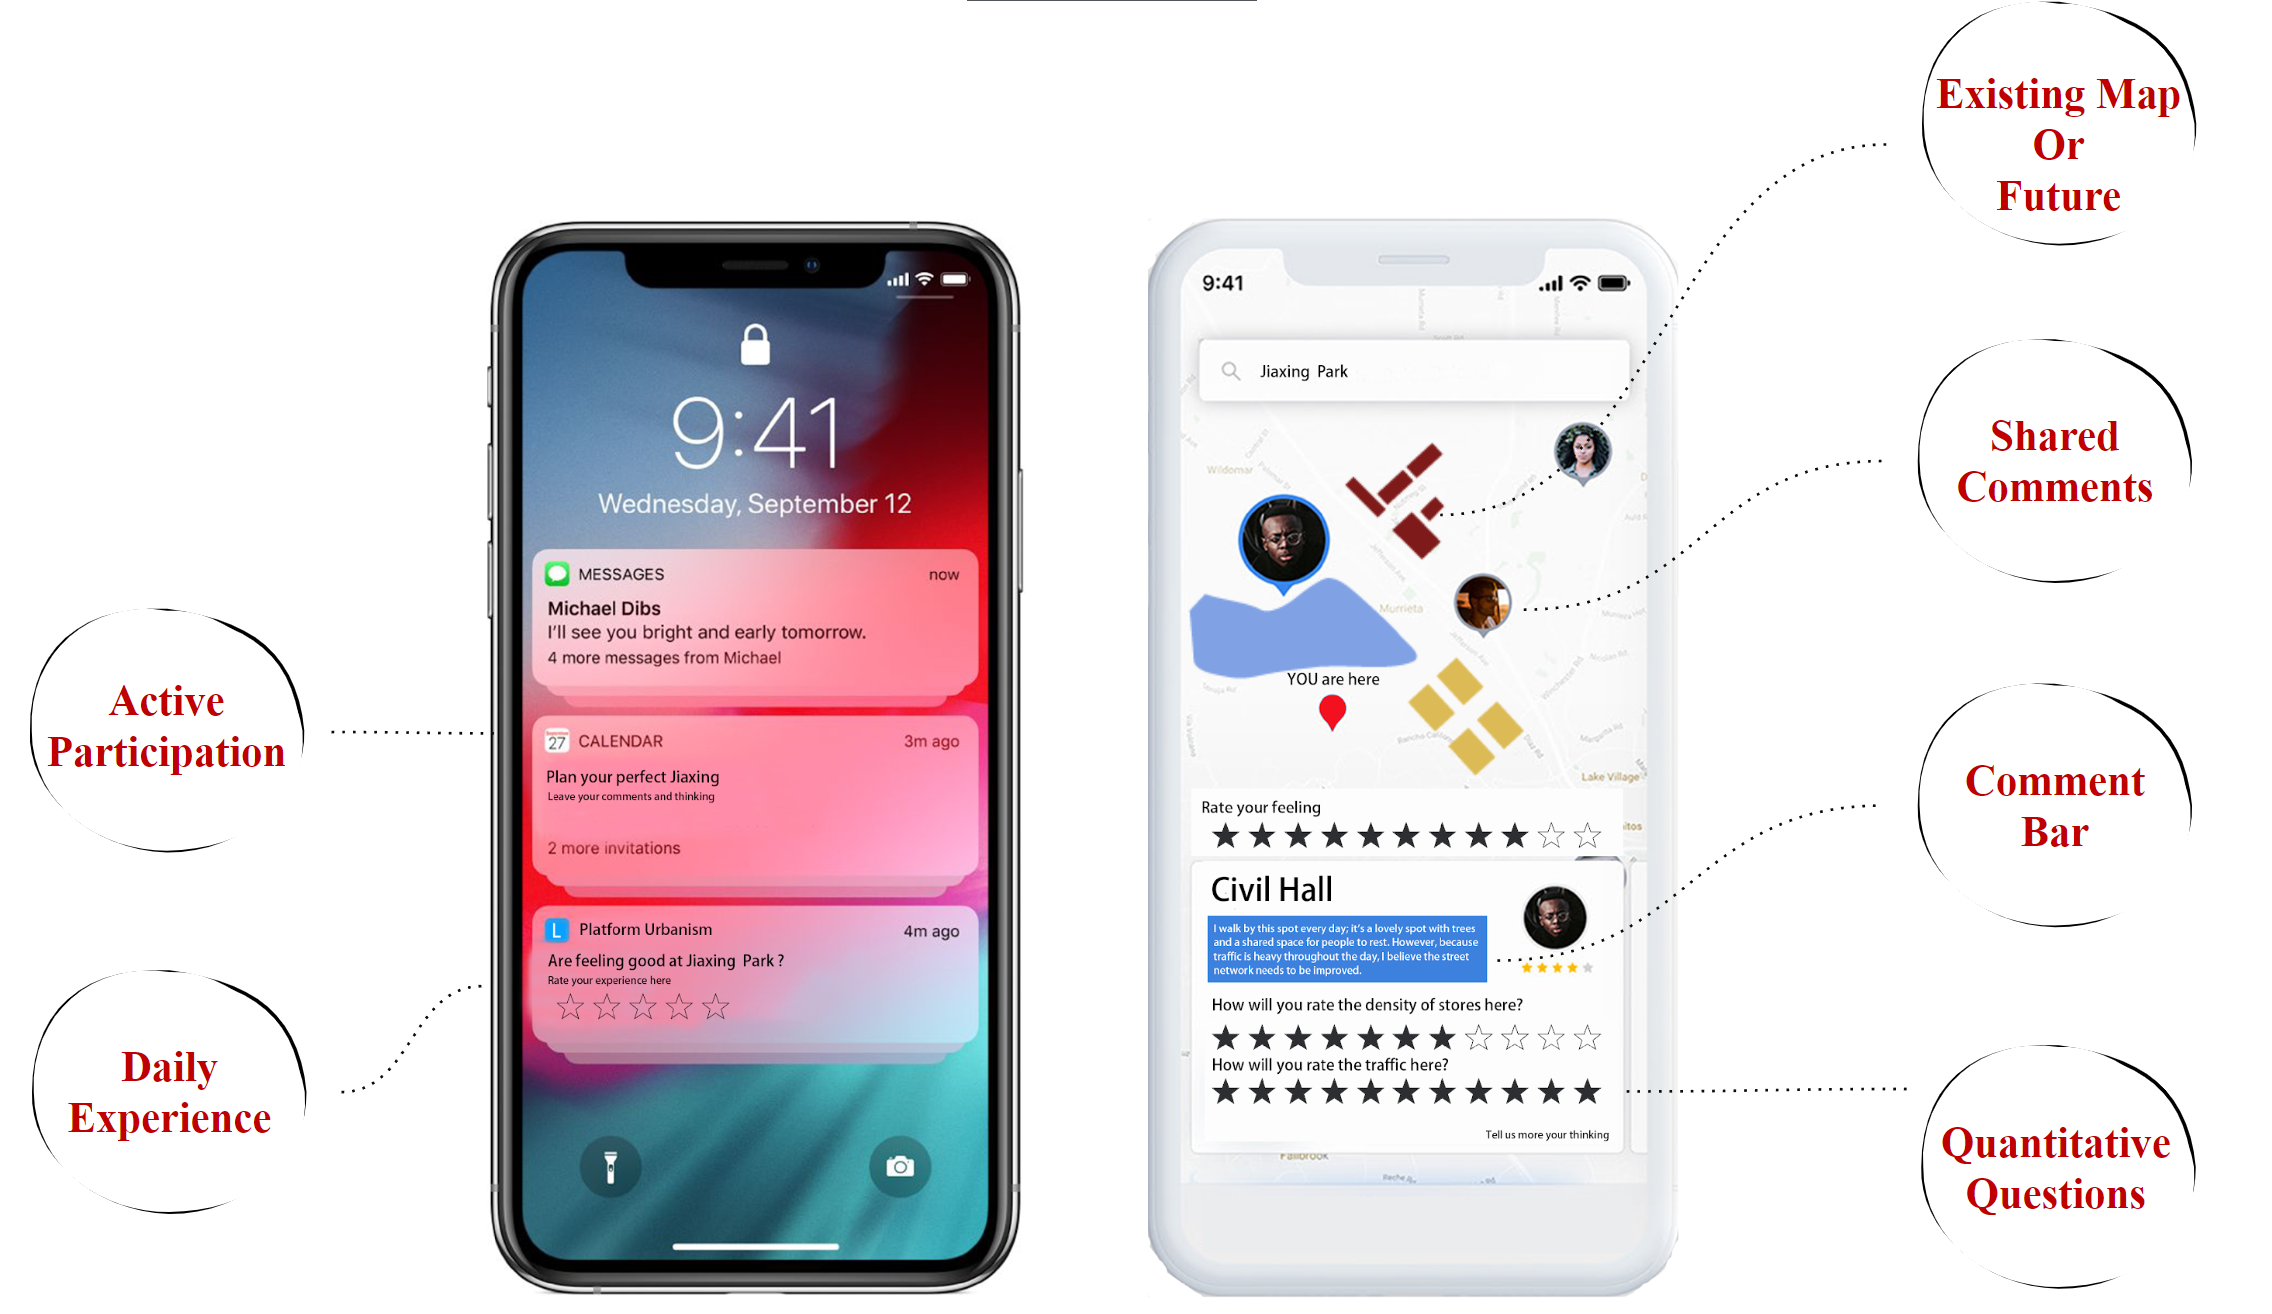 Active
Participation
Daily
Experience
9:41
Wednesday, September 12
MESSAGES
now
Michael Dibs
I'll see you bright and early tomorrow.
4 more messages from Michael
27
CALENDAR
3m ago
Plan your perfect Jiaxing
Leave your comments and thinking
2 more invitations
L
Platform Urbanism
4m ago
Are feeling good at Jiaxing Park ?
Rate your experience here
9:41
Jiaxing Park
Wildomar
Murrieta
YOU are here
Lake Village
Rate your feeling
Civil Hall
I walk by this spot every day; it's a lovely spot with trees
and a shared space for people to rest. However, because
traffic is heavy throughout the day, I believe the street
network needs to be improved.
How will you rate the density of stores here?
How will you rate the traffic here?
Tell us more your thinking
Fallbrook
Existing Map
Or
Future
Shared
Comments
Comment
Bar
Quantitative
Questions